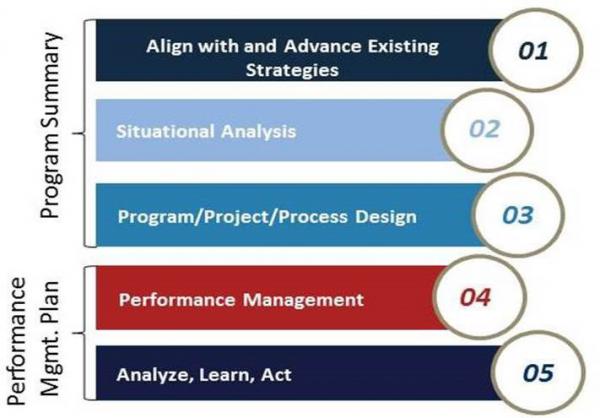 Program Summary
Align with and Advance Existing
Strategies
01
Situational Analysis
02
Program/Project/Process Design
03
Performance
Mgmt. Plan
Performance Management
04
Analyze, Learn, Act
05